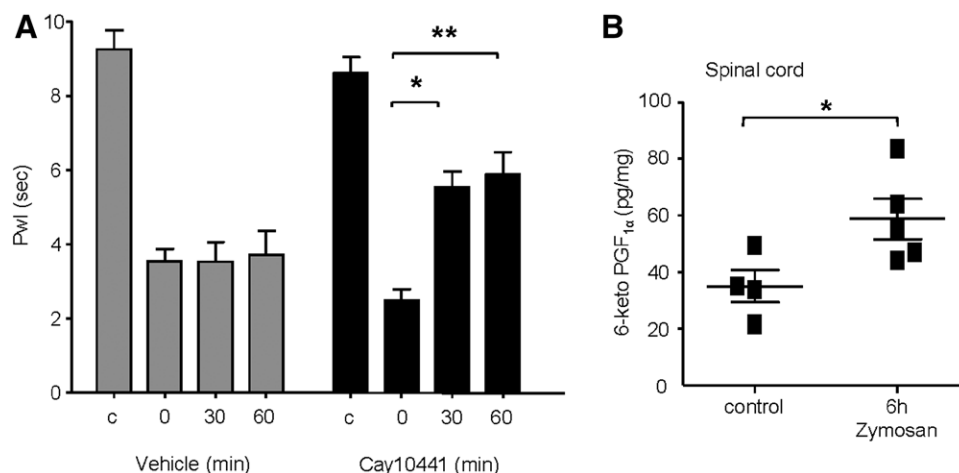 A
10
8
6
4
2
0
Pwl (sec)
**
*
c 0 30 60 c 0 30 60
Vehicle (min) Cay10441 (min)
B
Spinal cord
100
80
60
40
20
0
6-keto PGF1α (pg/mg)
*
control 6h
Zymosan